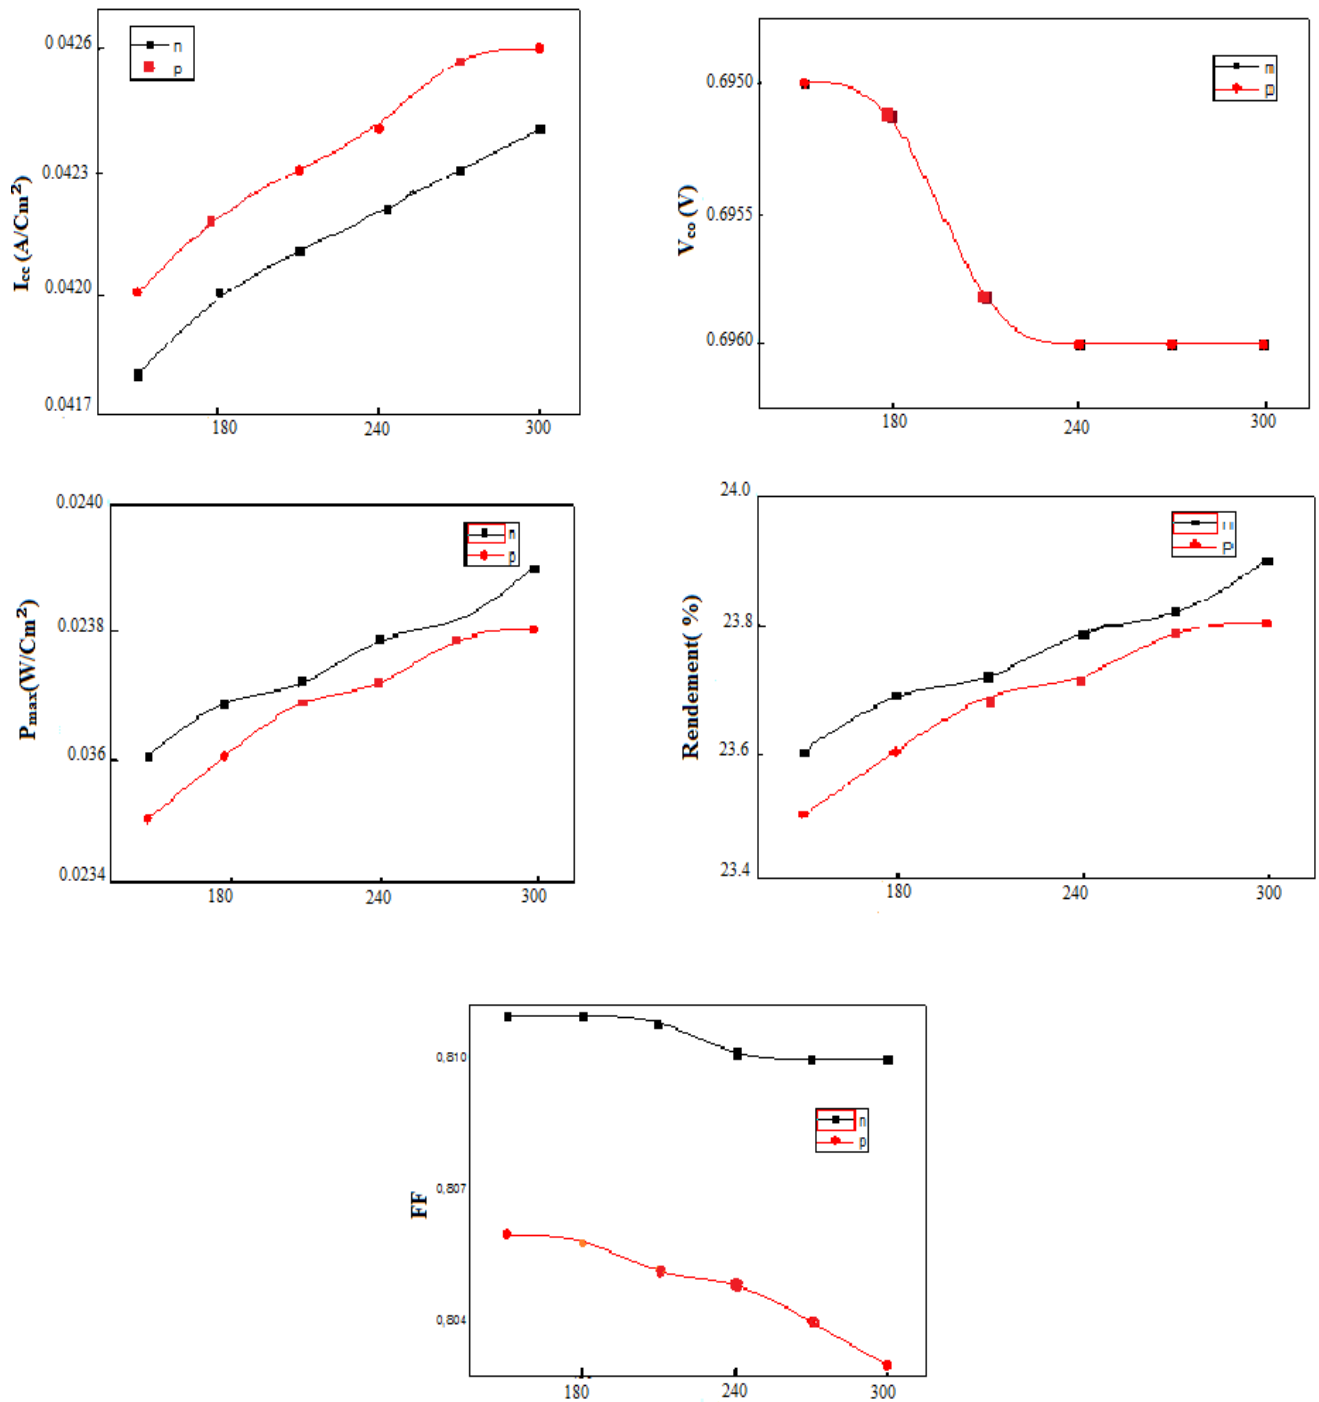 0.0426
0.0423
0.0420
0.0417
Icc (A/Cm²)
n
p
180
240
300
0.6950
0.6955
0.6960
Vco (V)
n
p
180
240
300
0.0240
0.0238
0.036
0.0234
Pmax(W/Cm²)
n
p
180
240
300
24.0
23.8
23.6
23.4
Rendement( %)
n
P
180
240
300
0,810
0,807
0,804
FF
n
p
180
240
300